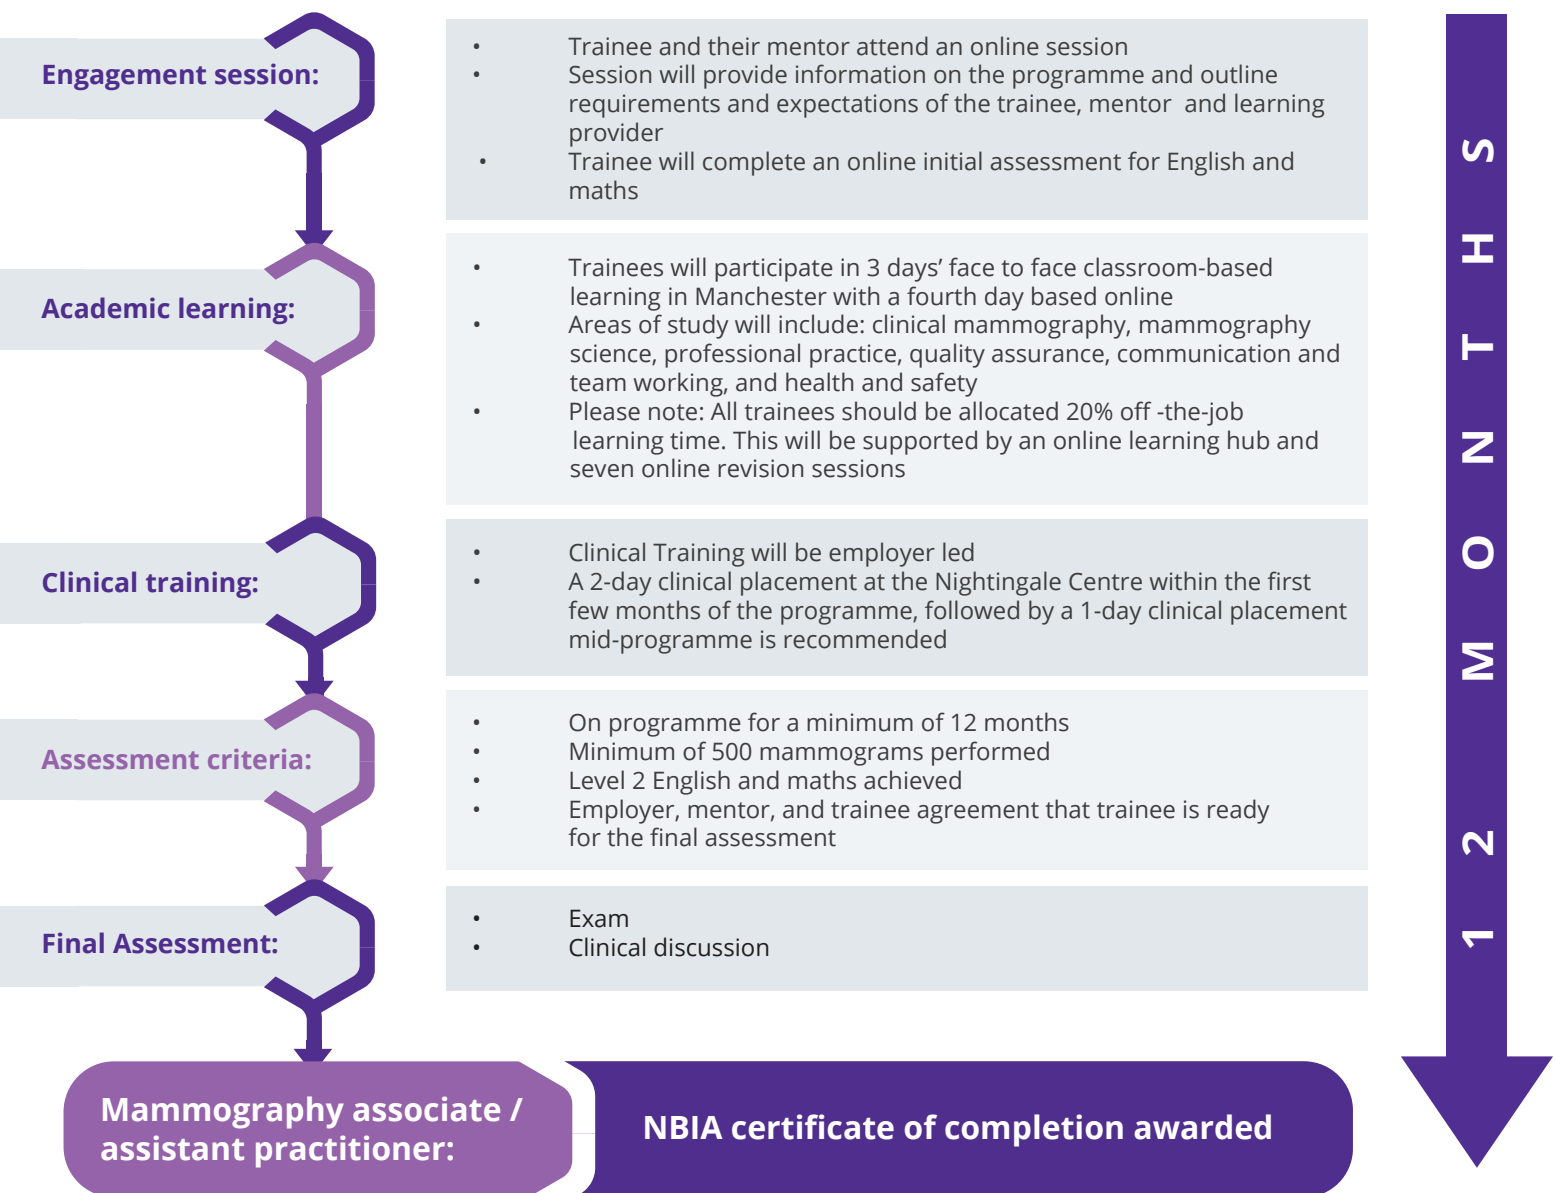 Engagement session:
• Trainee and their mentor attend an online session
• Session will provide information on the programme and outline
requirements and expectations of the trainee, mentor and learning
provider
• Trainee will complete an online initial assessment for English and
maths
Academic learning:
• Trainees will participate in 3 days’ face to face classroom-based
learning in Manchester with a fourth day based online
• Areas of study will include: clinical mammography, mammography
science, professional practice, quality assurance, communication and
team working, and health and safety
• Please note: All trainees should be allocated 20% off -the-job
learning time. This will be supported by an online learning hub and
seven online revision sessions
Clinical training:
• Clinical Training will be employer led
• A 2-day clinical placement at the Nightingale Centre within the first
few months of the programme, followed by a 1-day clinical placement
mid-programme is recommended
Assessment criteria:
• On programme for a minimum of 12 months
• Minimum of 500 mammograms performed
• Level 2 English and maths achieved
• Employer, mentor, and trainee agreement that trainee is ready
for the final assessment
Final Assessment:
• Exam
• Clinical discussion
Mammography associate /
assistant practitioner:
NBIA certificate of completion awarded
12 MONTHS